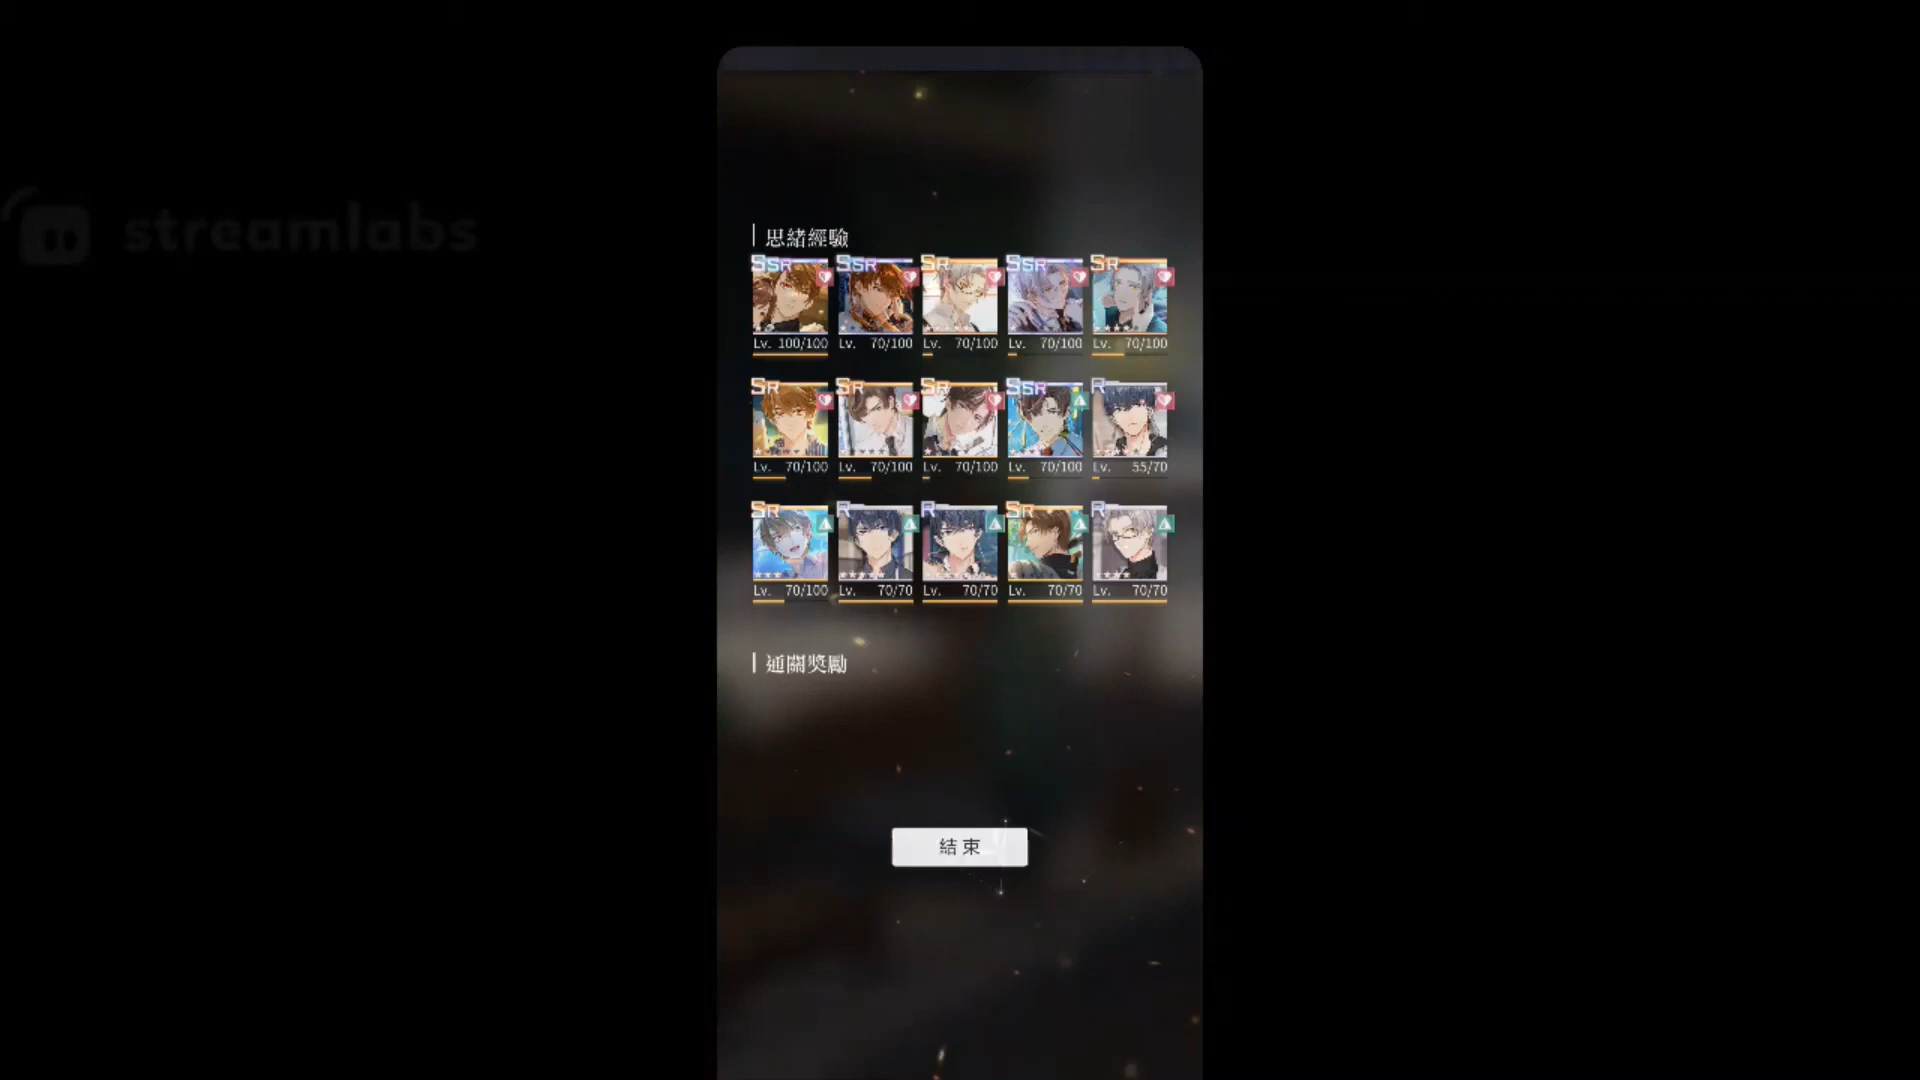 streamlabs
思緒經驗
SSR SSR SR SSR SR
Lv. 100/100 Lv. 70/100 Lv. 70/100 Lv. 70/100 Lv. 70/100
SR SR SR SSR R
Lv. 70/100 Lv. 70/100 Lv. 70/100 Lv. 70/100 Lv. 55/70
SR R R SR R
Lv. 70/100 Lv. 70/70 Lv. 70/70 Lv. 70/70 Lv. 70/70
通關獎勵
結束